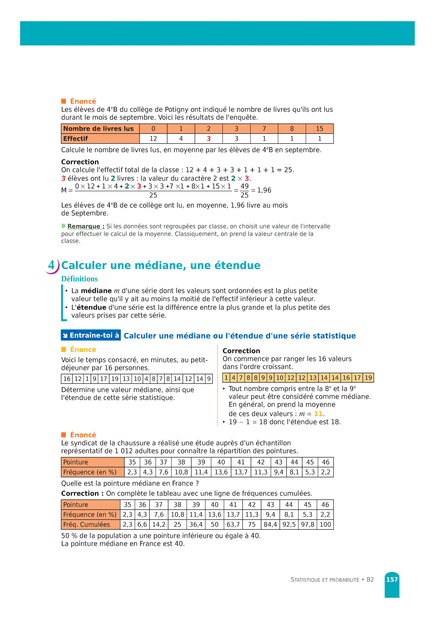 Énoncé
Les élèves de 4ᵉB du collège de Potigny ont indiqué le nombre de livres qu'ils ont lus
durant le mois de septembre. Voici les résultats de l'enquête.
Nombre de livres lus 0 1 2 3 7 8 15
Effectif 12 4 3 3 1 1 1
Calcule le nombre de livres lus, en moyenne par les élèves de 4ᵉB en septembre.
Correction
On calcule l'effectif total de la classe : 12 + 4 + 3 + 3 + 1 + 1 + 1 = 25.
3 élèves ont lu 2 livres : la valeur du caractère 2 est 2 × 3.
M = (0 × 12 + 1 × 4 + 2 × 3 + 3 × 3 + 7 × 1 + 8 × 1 + 15 × 1)/25 = 49/25 = 1,96
Les élèves de 4ᵉB de ce collège ont lu, en moyenne, 1,96 livre au mois
de Septembre.
Remarque : Si les données sont regroupées par classe, on choisit une valeur de l'intervalle
pour effectuer le calcul de la moyenne. Classiquement, on prend la valeur centrale de la
classe.
4 Calculer une médiane, une étendue
Définitions
• La médiane m d'une série dont les valeurs sont ordonnées est la plus petite
valeur telle qu'il y ait au moins la moitié de l'effectif inférieur à cette valeur.
• L'étendue d'une série est la différence entre la plus grande et la plus petite des
valeurs prises par cette série.
Entraîne-toi à Calculer une médiane ou l'étendue d'une série statistique
Énoncé
Voici le temps consacré, en minutes, au petit-
déjeuner par 16 personnes.
16 12 1 9 17 19 13 10 4 8 7 8 14 12 14 9
Détermine une valeur médiane, ainsi que
l'étendue de cette série statistique.
Correction
On commence par ranger les 16 valeurs
dans l'ordre croissant.
1 4 7 8 8 9 9 10 12 12 13 14 14 16 17 19
• Tout nombre compris entre la 8ᵉ et la 9ᵉ
valeur peut être considéré comme médiane.
En général, on prend la moyenne
de ces deux valeurs : m = 11.
• 19 − 1 = 18 donc l'étendue est 18.
Énoncé
Le syndicat de la chaussure a réalisé une étude auprès d'un échantillon
représentatif de 1 012 adultes pour connaître la répartition des pointures.
Pointure 35 36 37 38 39 40 41 42 43 44 45 46
Fréquence (en %) 2,3 4,3 7,6 10,8 11,4 13,6 13,7 11,3 9,4 8,1 5,3 2,2
Quelle est la pointure médiane en France ?
Correction : On complète le tableau avec une ligne de fréquences cumulées.
Pointure 35 36 37 38 39 40 41 42 43 44 45 46
Fréquence (en %) 2,3 4,3 7,6 10,8 11,4 13,6 13,7 11,3 9,4 8,1 5,3 2,2
Fréq. Cumulées 2,3 6,6 14,2 25 36,4 50 63,7 75 84,4 92,5 97,8 100
50 % de la population a une pointure inférieure ou égale à 40.
La pointure médiane en France est 40.
STATISTIQUE ET PROBABILITÉ • B2 157